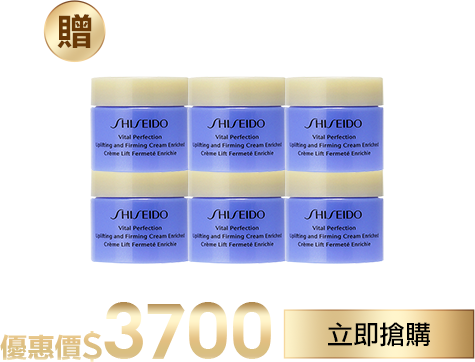 贈
SHISEIDO SHISEIDO SHISEIDO
Vital Perfection Vital Perfection Vital Perfection
Uplifting and Firming Cream Enriched Uplifting and Firming Cream Enriched Uplifting and Firming Cream Enriched
Crème Lift Fermeté Enrichie Crème Lift Fermeté Enrichie Crème Lift Fermeté Enrichie
SHISEIDO SHISEIDO SHISEIDO
Vital Perfection Vital Perfection Vital Perfection
Uplifting and Firming Cream Enriched Uplifting and Firming Cream Enriched Uplifting and Firming Cream Enriched
Crème Lift Fermeté Enrichie Crème Lift Fermeté Enrichie Crème Lift Fermeté Enrichie
優惠價$3700 立即搶購